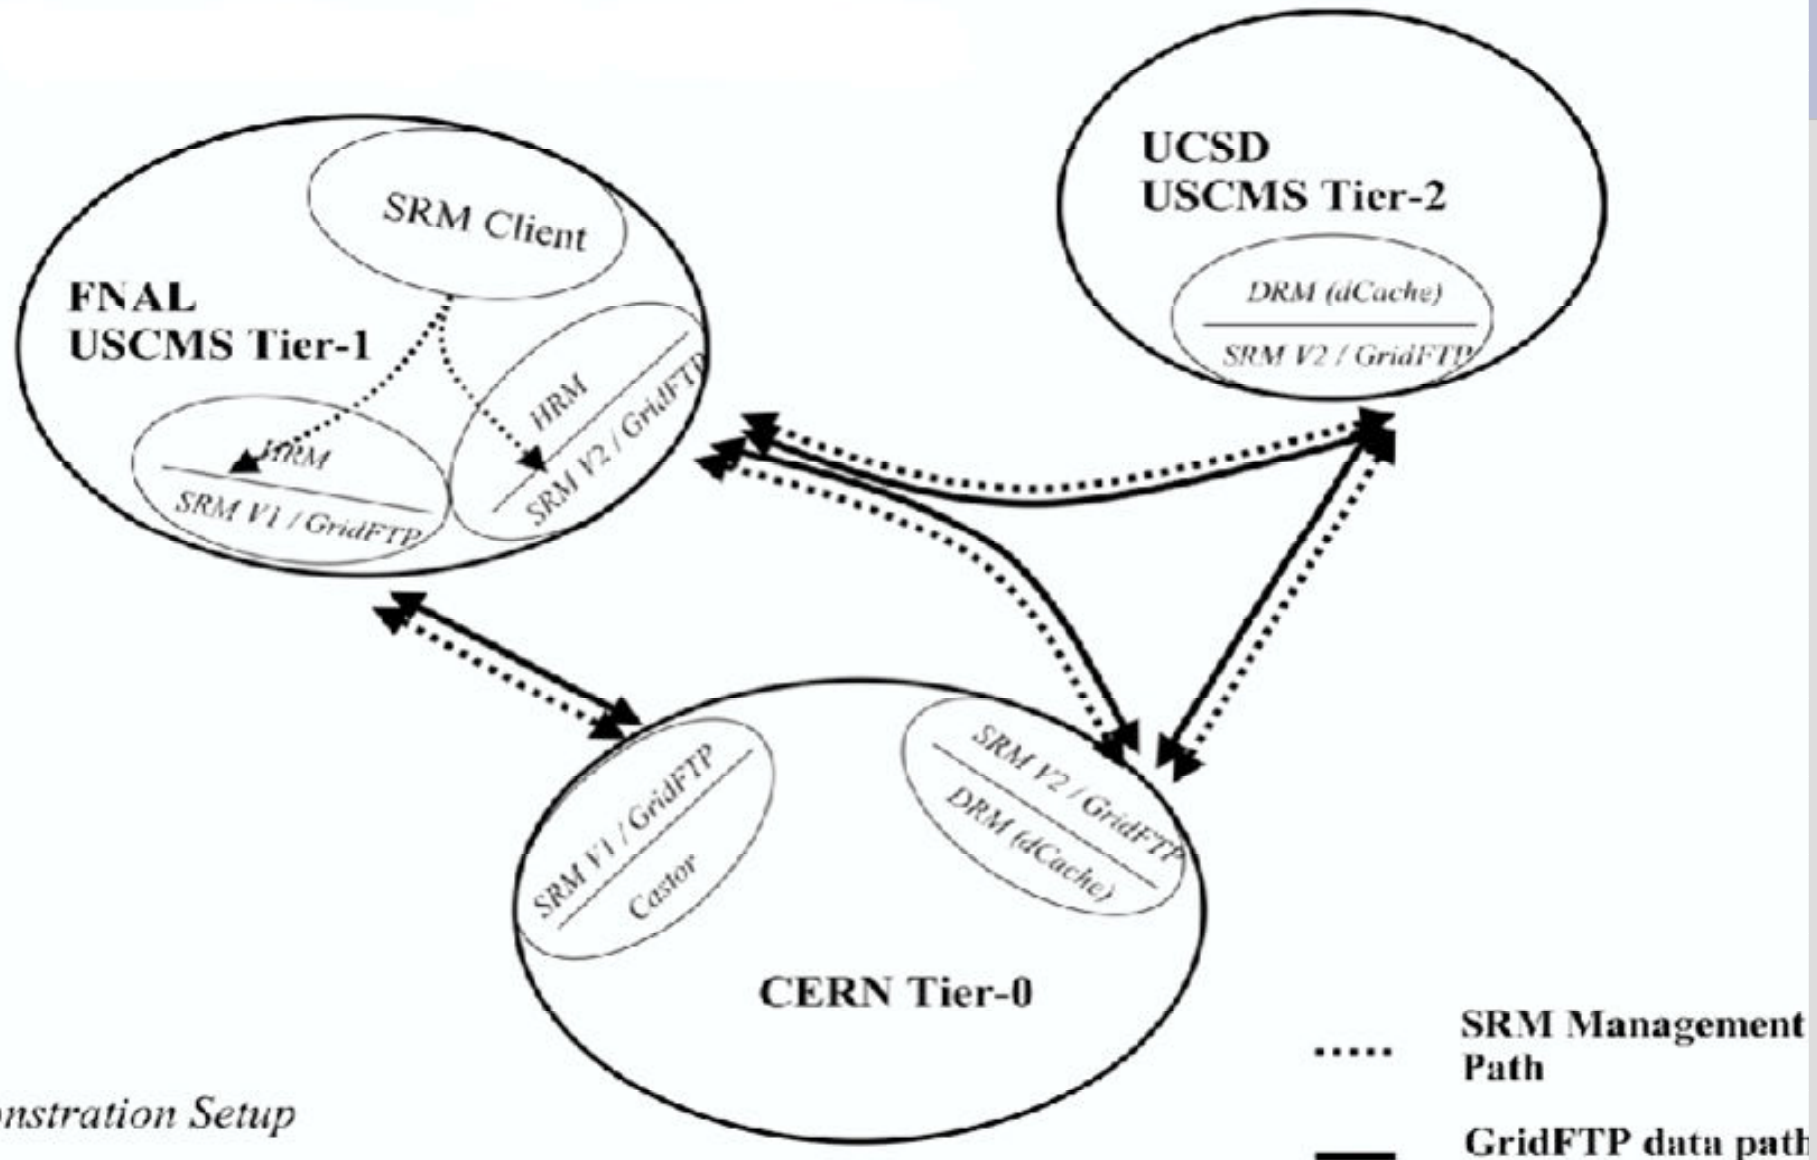 UCSD
USCMS Tier-2
DRM (dCache)
SRM V2 / GridFTP
SRM Client
FNAL
USCMS Tier-1
HRM
SRM V2 / GridFTP
HRM
SRM V1 / GridFTP
SRM V1 / GridFTP
Castor
SRM V2 / GridFTP
DRM (dCache)
CERN Tier-0
SRM Management
Path
GridFTP data path
onstration Setup